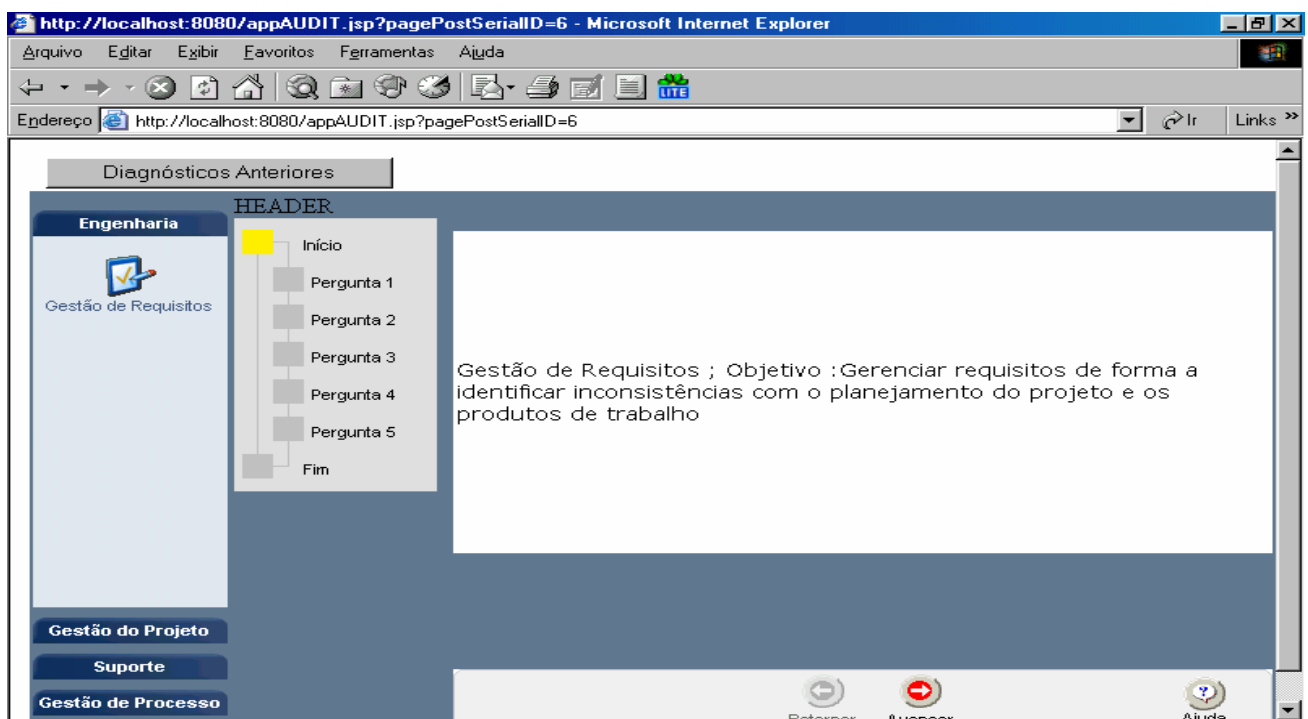 http://localhost:8080/appAUDIT.jsp?pagePostSerialID=6 - Microsoft Internet Explorer
Arquivo Editar Exibir Favoritos Ferramentas Ajuda
LITE
Endereço http://localhost:8080/appAUDIT.jsp?pagePostSerialID=6 Ir Links »
Diagnósticos Anteriores
HEADER
Engenharia
Gestão de Requisitos
Início
Pergunta 1
Pergunta 2
Pergunta 3
Pergunta 4
Pergunta 5
Fim
Gestão de Requisitos ; Objetivo :Gerenciar requisitos de forma a
identificar inconsistências com o planejamento do projeto e os
produtos de trabalho
Gestão do Projeto
Suporte
Gestão de Processo
Retornar Avançar Ajuda